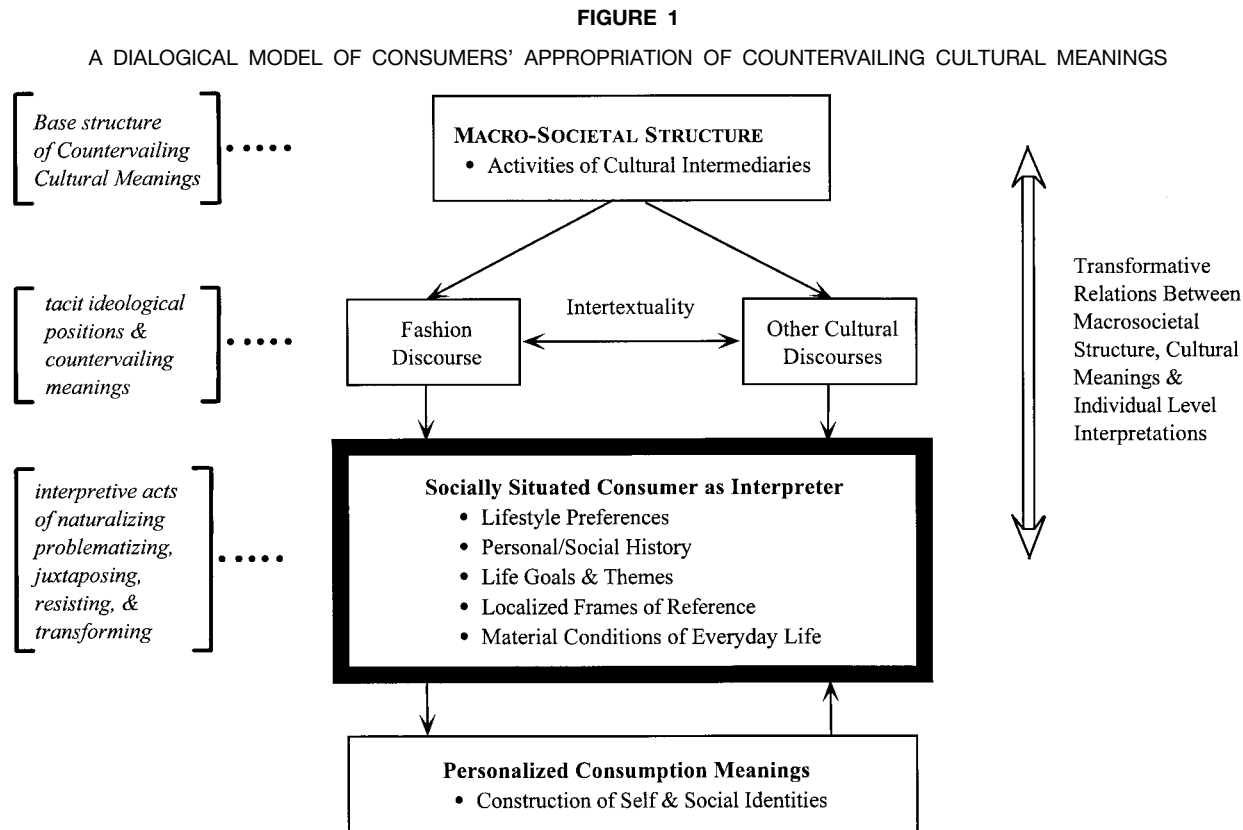 FIGURE 1
A DIALOGICAL MODEL OF CONSUMERS' APPROPRIATION OF COUNTERVAILING CULTURAL MEANINGS
Base structure
of Countervailing
Cultural Meanings
MACRO-SOCIETAL STRUCTURE
• Activities of Cultural Intermediaries
tacit ideological
positions &
countervailing
meanings
Fashion
Discourse
Intertextuality
Other Cultural
Discourses
Transformative
Relations Between
Macrosocietal
Structure, Cultural
Meanings &
Individual Level
Interpretations
interpretive acts
of naturalizing
problematizing,
juxtaposing,
resisting, &
transforming
Socially Situated Consumer as Interpreter
• Lifestyle Preferences
• Personal/Social History
• Life Goals & Themes
• Localized Frames of Reference
• Material Conditions of Everyday Life
Personalized Consumption Meanings
• Construction of Self & Social Identities